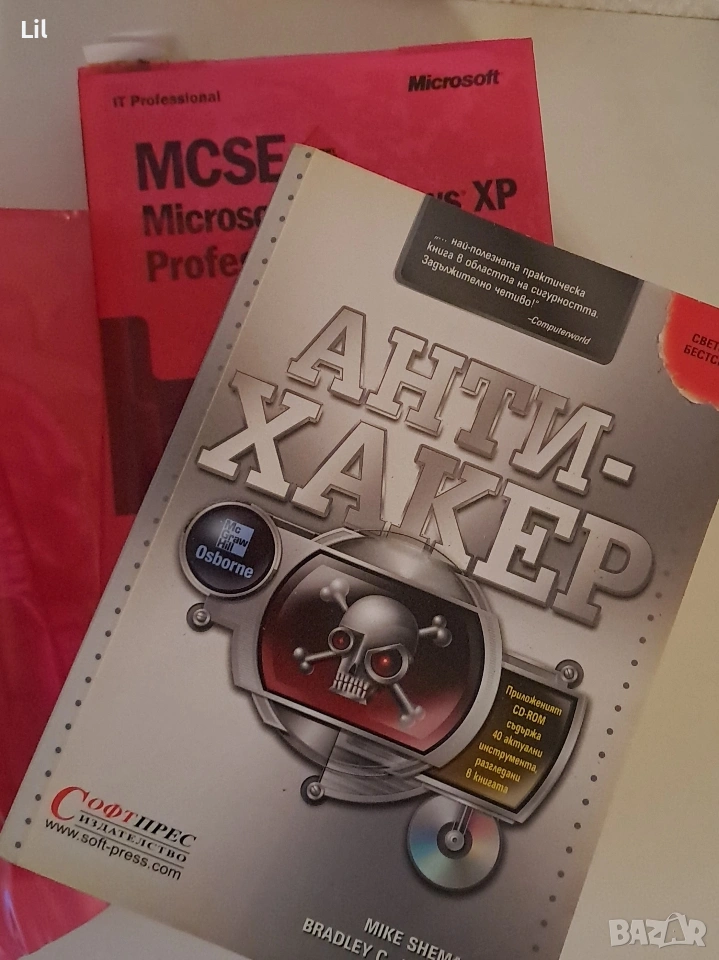 Lil
IT Professional
Microsoft
MCSE
XP
„... най-полезната практическа
книга в областта на сигурността.
Задължително четиво!"
-Computerworld
АНТИ-
ХАКЕР
Mc
Graw
Hill
Osborne
Приложеният
CD-ROM
съдържа
40 актуални
инструмента,
разгледани
в книгата
СОФТПРЕС
ИЗДАТЕЛСТВО
www.soft-press.com
MIKE
BRADLEY C.
BAZAR